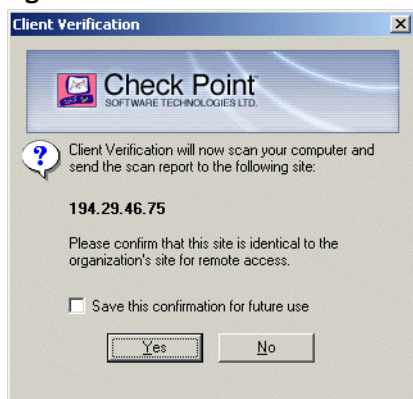 Client Verification
Check Point
SOFTWARE TECHNOLOGIES LTD.
Client Verification will now scan your computer and
send the scan report to the following site:
194.29.46.75
Please confirm that this site is identical to the
organization's site for remote access.
Save this confirmation for future use
Yes No